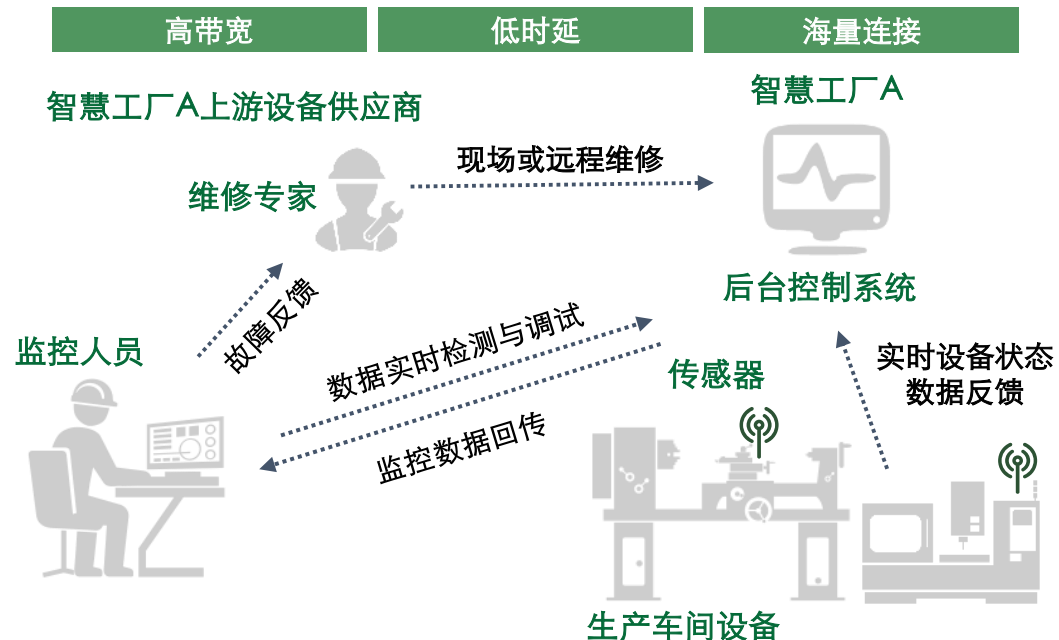 高带宽
低时延
海量连接
智慧工厂A上游设备供应商
智慧工厂A
现场或远程维修
维修专家
后台控制系统
故障反馈
监控人员
数据实时检测与调试
传感器
实时设备状态
数据反馈
监控数据回传
生产车间设备